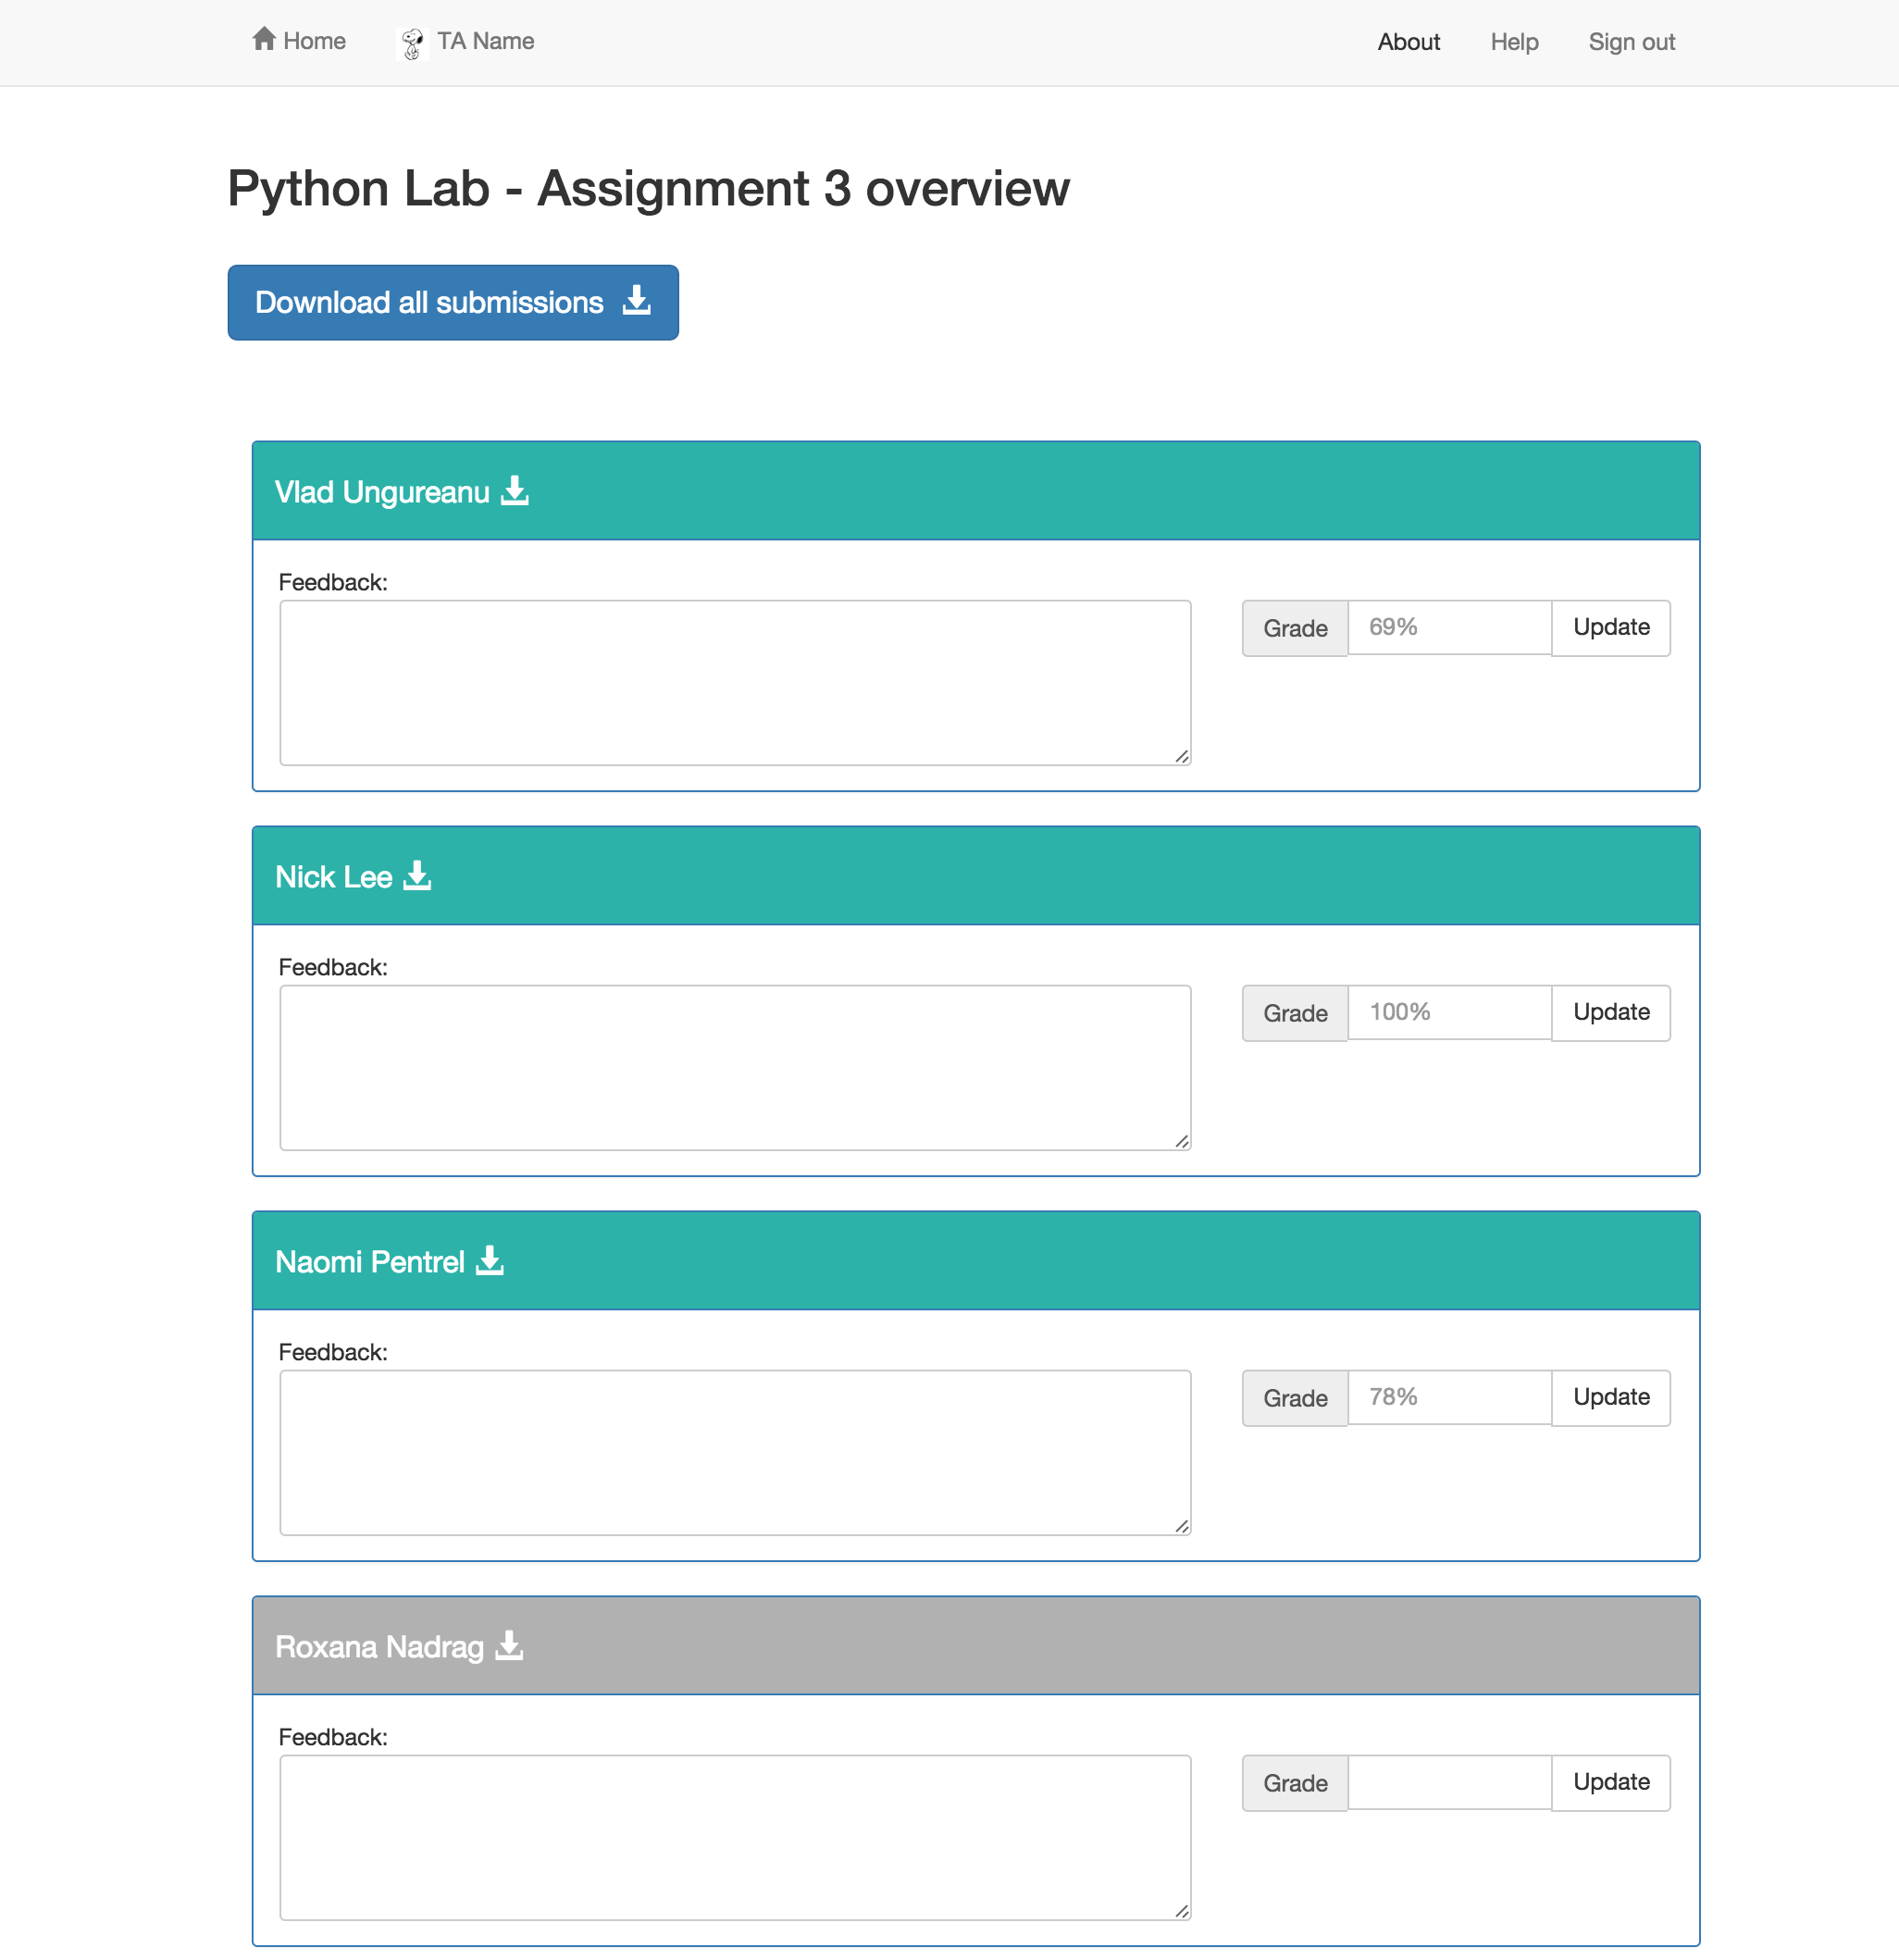 Home TA Name About Help Sign out
Python Lab - Assignment 3 overview
Download all submissions
Vlad Ungureanu
Feedback:
Grade 69% Update
Nick Lee
Feedback:
Grade 100% Update
Naomi Pentrel
Feedback:
Grade 78% Update
Roxana Nadrag
Feedback:
Grade Update